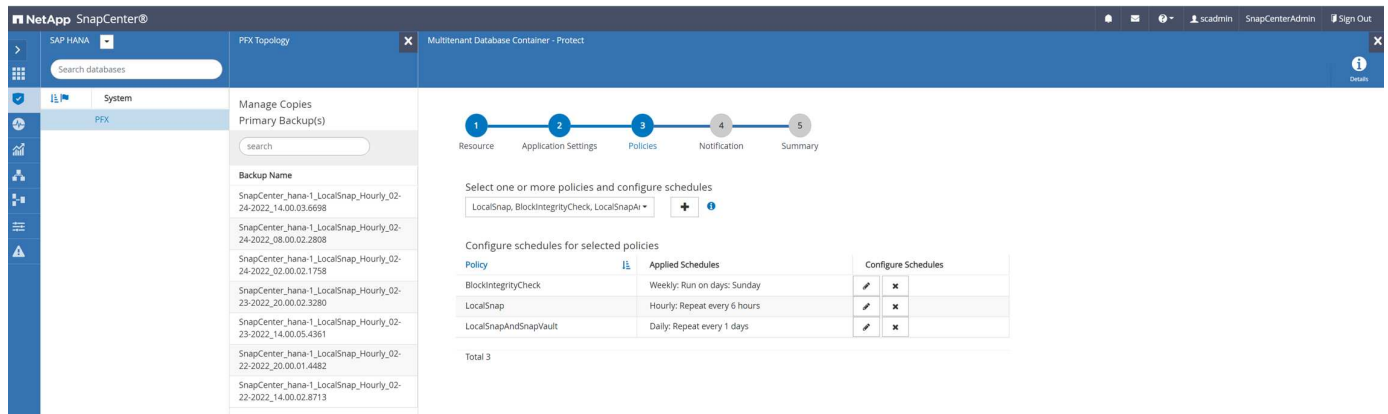 NetApp SnapCenter®
scadmin SnapCenterAdmin Sign Out
SAP HANA
Search databases
System
PFX
PFX Topology
Manage Copies
Primary Backup(s)
search
Backup Name
SnapCenter_hana-1_LocalSnap_Hourly_02-
24-2022_14.00.03.6698
SnapCenter_hana-1_LocalSnap_Hourly_02-
24-2022_08.00.02.2808
SnapCenter_hana-1_LocalSnap_Hourly_02-
24-2022_02.00.02.1758
SnapCenter_hana-1_LocalSnap_Hourly_02-
23-2022_20.00.02.3280
SnapCenter_hana-1_LocalSnap_Hourly_02-
23-2022_14.00.05.4361
SnapCenter_hana-1_LocalSnap_Hourly_02-
22-2022_20.00.01.4482
SnapCenter_hana-1_LocalSnap_Hourly_02-
22-2022_14.00.02.8713
Multitenant Database Container - Protect
Details
1 2 3 4 5
Resource Application Settings Policies Notification Summary
Select one or more policies and configure schedules
LocalSnap, BlockIntegrityCheck, LocalSnapAr
Configure schedules for selected policies
Policy Applied Schedules Configure Schedules
BlockIntegrityCheck Weekly: Run on days: Sunday
LocalSnap Hourly: Repeat every 6 hours
LocalSnapAndSnapVault Daily: Repeat every 1 days
Total 3